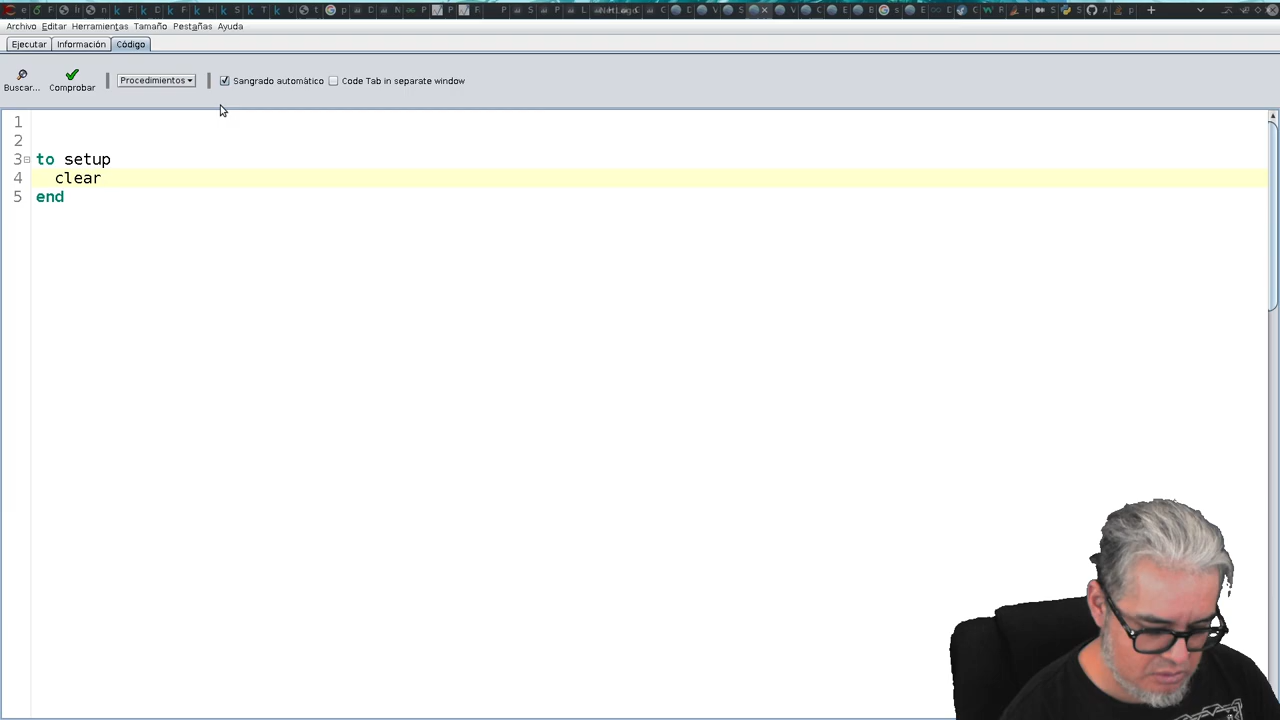 Archivo Editar Herramientas Tamaño Pestañas Ayuda
Ejecutar Información Código
Buscar... Comprobar Procedimientos Sangrado automático Code Tab in separate window
1
2
3 to setup
4 clear
5 end